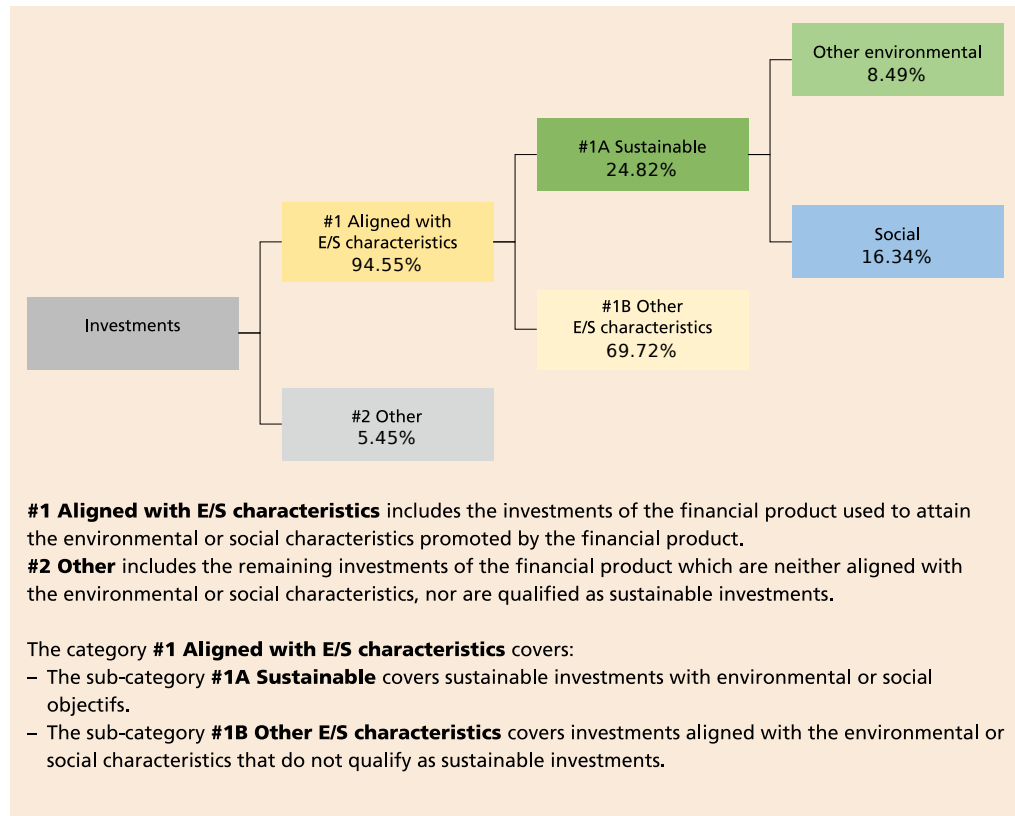 Other environmental
8.49%
#1A Sustainable
24.82%
#1 Aligned with
E/S characteristics
94.55%
Social
16.34%
Investments
#1B Other
E/S characteristics
69.72%
#2 Other
5.45%
#1 Aligned with E/S characteristics includes the investments of the financial product used to attain
the environmental or social characteristics promoted by the financial product.
#2 Other includes the remaining investments of the financial product which are neither aligned with
the environmental or social characteristics, nor are qualified as sustainable investments.
The category #1 Aligned with E/S characteristics covers:
– The sub-category #1A Sustainable covers sustainable investments with environmental or social
objectifs.
– The sub-category #1B Other E/S characteristics covers investments aligned with the environmental or
social characteristics that do not qualify as sustainable investments.